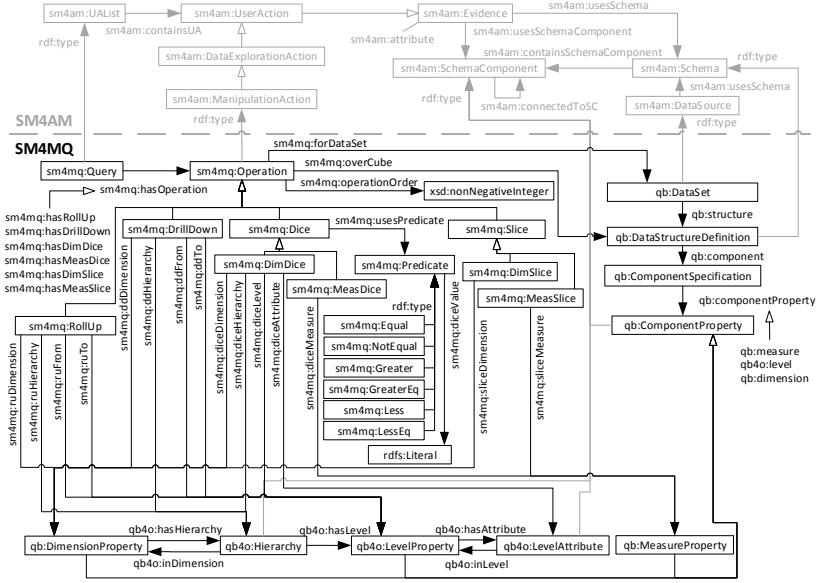 sm4am:UAList
sm4am:UserAction
sm4am:Evidence
sm4am:usesSchema
sm4am:containsUA
rdf:type
sm4am:attribute
sm4am:usesSchemaComponent
sm4am:containsSchemaComponent
rdf:type
sm4am:DataExplorationAction
sm4am:SchemaComponent
sm4am:Schema
sm4am:usesSchema
rdf:type
sm4am:connectedToSC
sm4am:ManipulationAction
sm4am:DataSource
rdf:type
rdf:type
SM4AM
SM4MQ
sm4mq:forDataSet
sm4mq:Query
sm4mq:Operation
sm4mq:overCube
sm4mq:operationOrder
xsd:nonNegativeInteger
qb:DataSet
sm4mq:hasOperation
qb:structure
sm4mq:hasRollUp
sm4mq:hasDrillDown
sm4mq:hasDimDice
sm4mq:hasMeasDice
sm4mq:hasDimSlice
sm4mq:hasMeasSlice
sm4mq:DrillDown
sm4mq:Dice
sm4mq:usesPredicate
sm4mq:Slice
qb:DataStructureDefinition
qb:component
sm4mq:DimDice
sm4mq:Predicate
sm4mq:DimSlice
qb:ComponentSpecification
sm4mq:MeasDice
sm4mq:MeasSlice
qb:componentProperty
rdf:type
sm4mq:RollUp
sm4mq:Equal
qb:ComponentProperty
sm4mq:NotEqual
qb:measure
qb4o:level
qb:dimension
sm4mq:Greater
sm4mq:GreaterEq
sm4mq:Less
sm4mq:LessEq
rdfs:Literal
sm4mq:ruDimension
sm4mq:ruHierarchy
sm4mq:ruFrom
sm4mq:ruTo
sm4mq:ddDimension
sm4mq:ddHierarchy
sm4mq:ddFrom
sm4mq:ddTo
sm4mq:diceDimension
sm4mq:diceHierarchy
sm4mq:diceLevel
sm4mq:diceAttribute
sm4mq:diceMeasure
sm4mq:diceValue
sm4mq:sliceDimension
sm4mq:sliceMeasure
qb4o:hasHierarchy
qb4o:hasLevel
qb4o:hasAttribute
qb:DimensionProperty
qb4o:Hierarchy
qb4o:LevelProperty
qb4o:LevelAttribute
qb:MeasureProperty
qb4o:inDimension
qb4o:inLevel